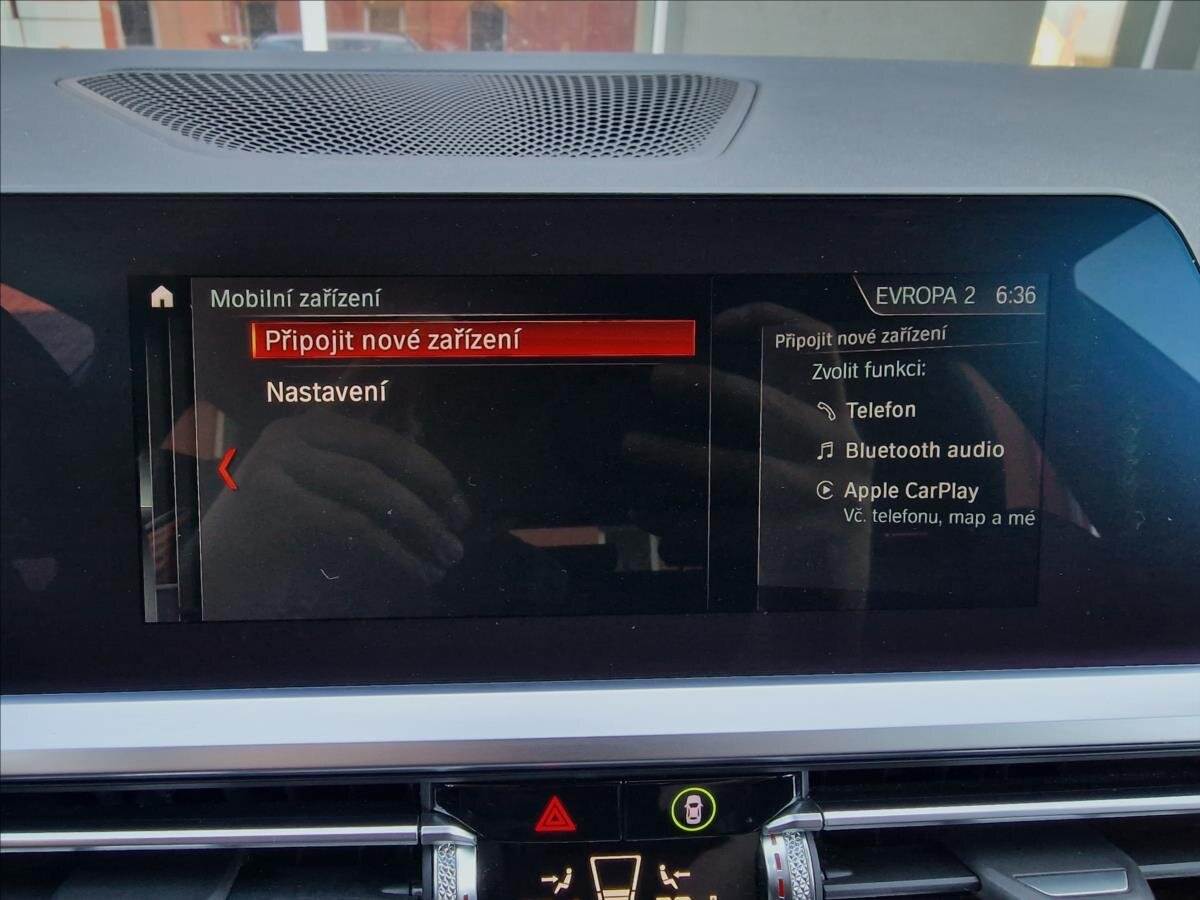 Mobilní zařízení
EVROPA 2 6:36
Připojit nové zařízení
Nastavení
Připojit nové zařízení
Zvolit funkci:
Telefon
Bluetooth audio
Apple CarPlay
Vč. telefonu, map a mé